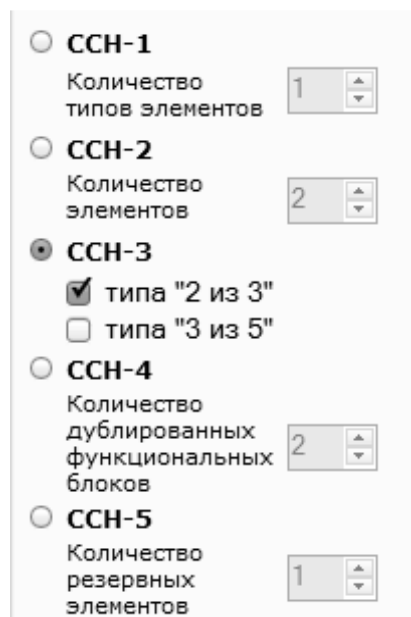 ССН-1
Количество
типов элементов
1
ССН-2
Количество
элементов
2
ССН-3
типа "2 из 3"
типа "3 из 5"
ССН-4
Количество
дублированных
функциональных
блоков
2
ССН-5
Количество
резервных
элементов
1